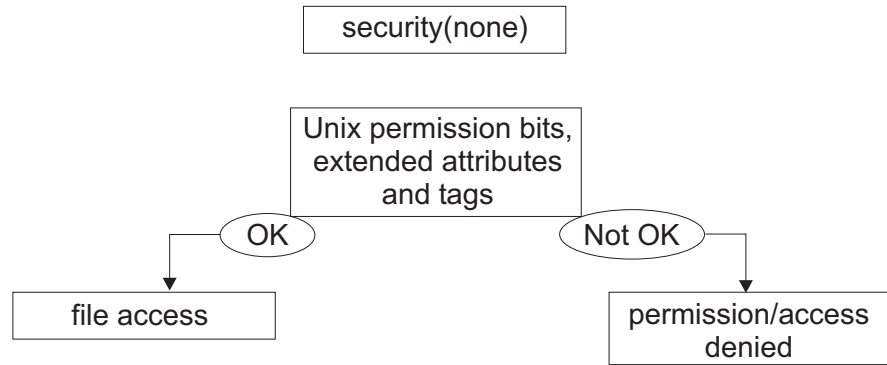 security(none)
Unix permission bits,
extended attributes
and tags
OK
Not OK
file access
permission/access
denied